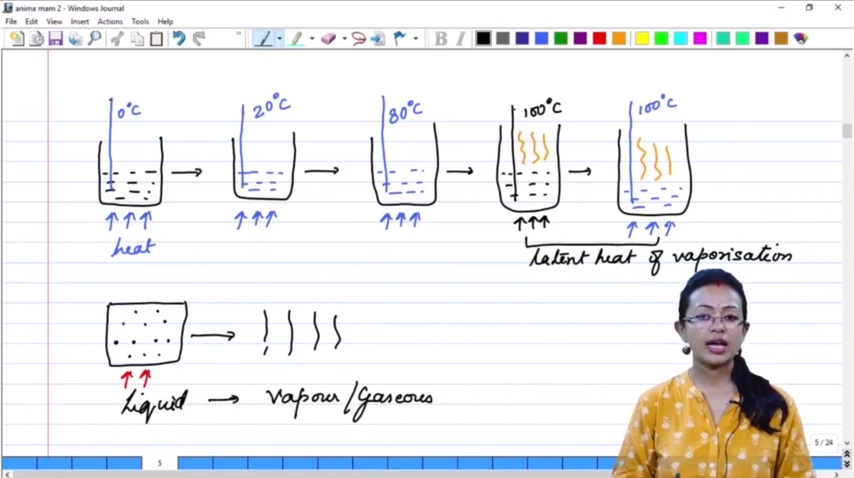 anima mam 2 - Windows Journal
File Edit View Insert Actions Tools Help
B I
0°C 20°C 80°C 100°C 100°C
heat
latent heat of vaporisation
Liquid → Vapour/Gaseous
5 / 24
5